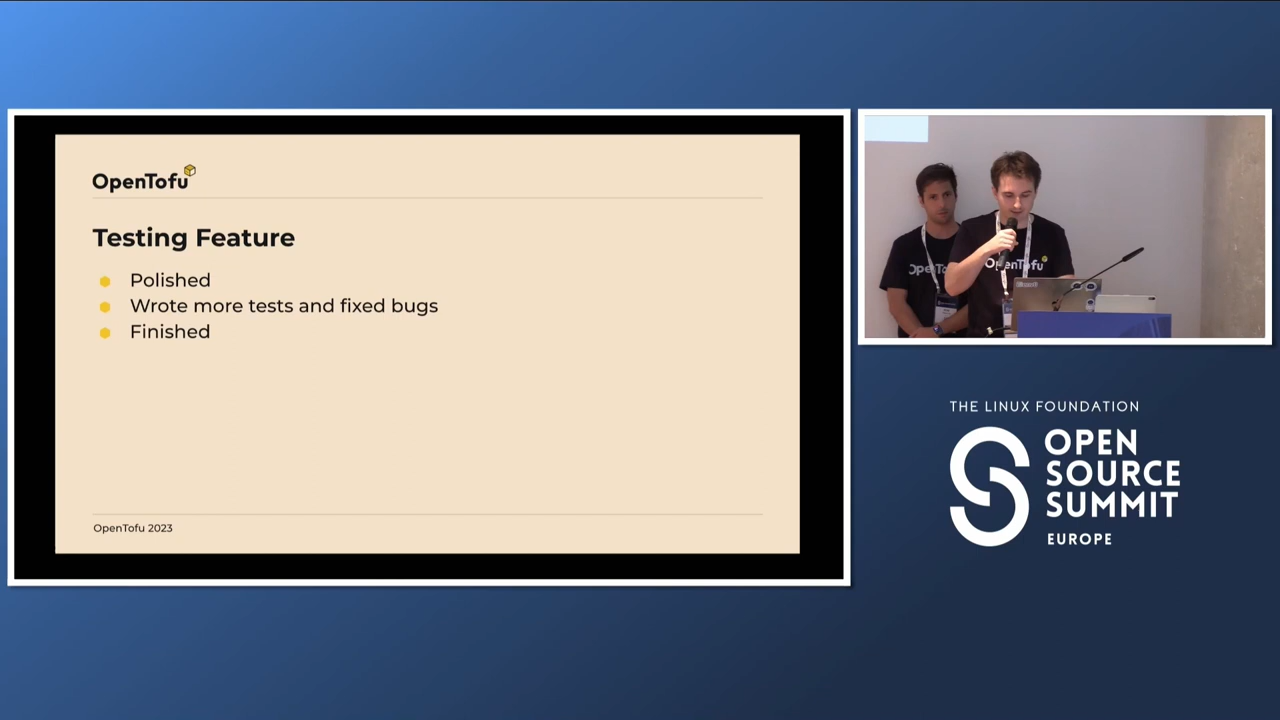 OpenTofu
Testing Feature
Polished
Wrote more tests and fixed bugs
Finished
OpenTofu 2023
OpenTofu
THE LINUX FOUNDATION
OPEN
SOURCE
SUMMIT
EUROPE